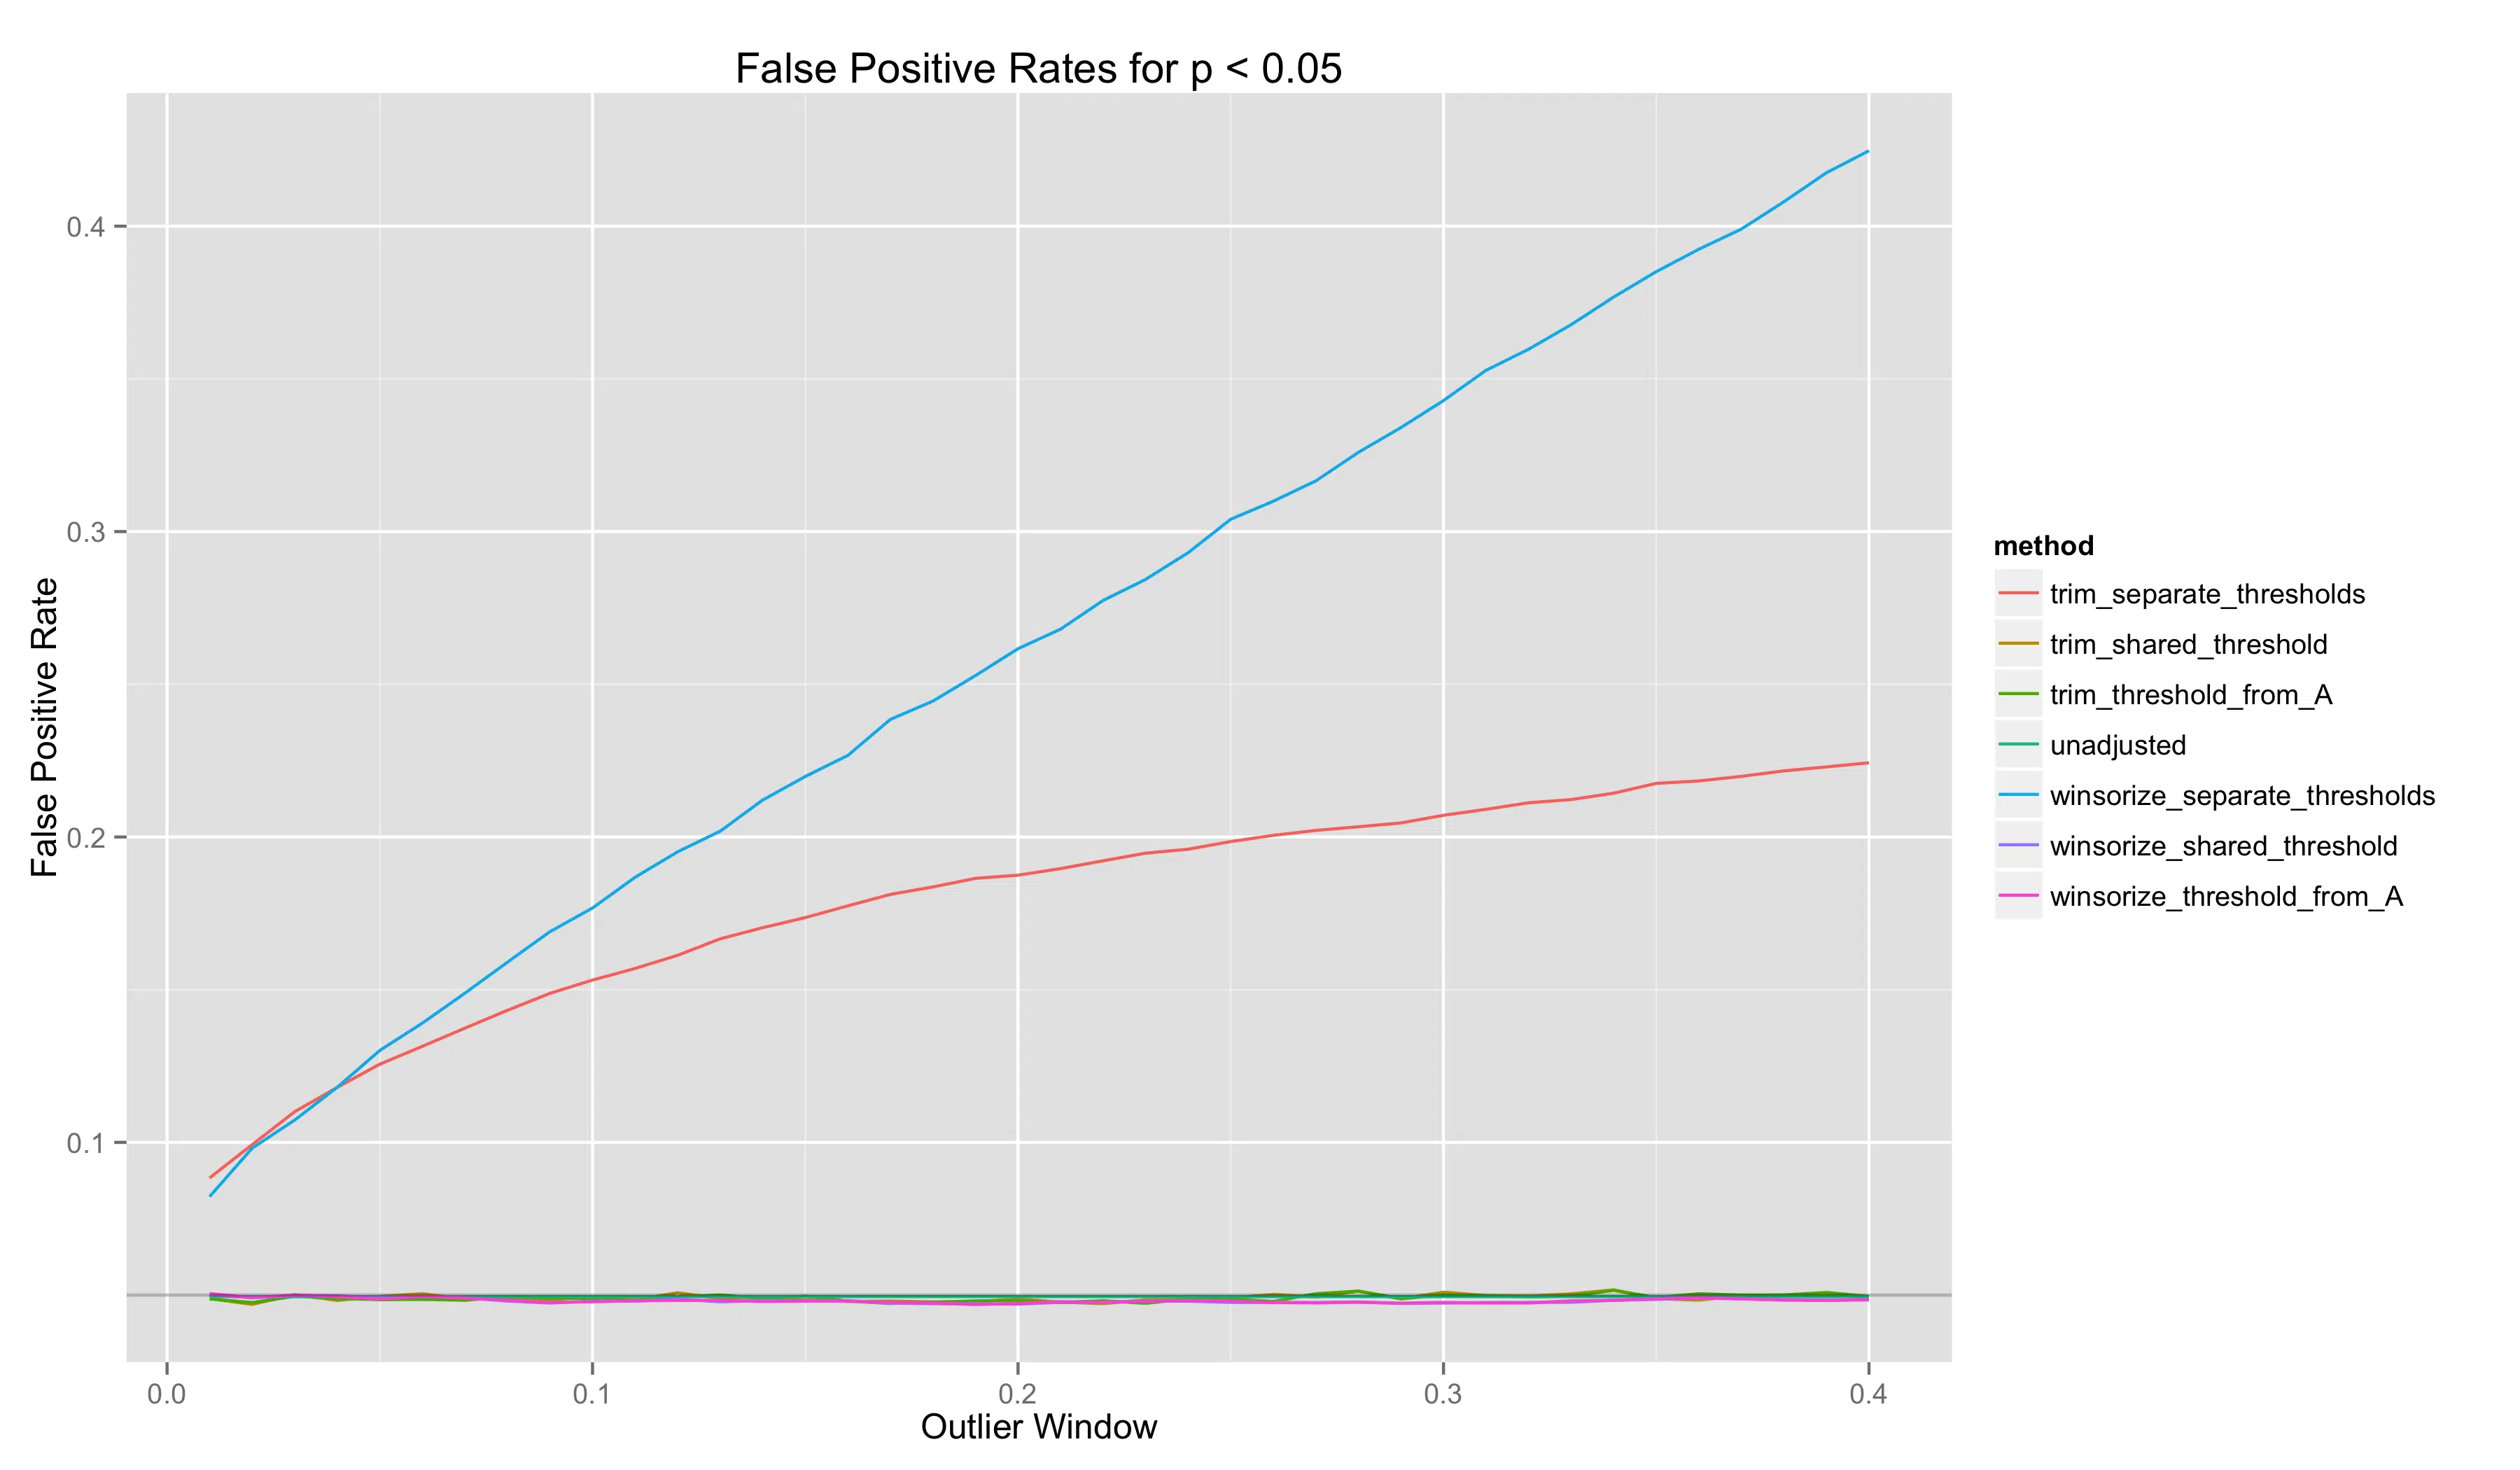 False Positive Rates for p < 0.05
False Positive Rate
0.4
0.3
0.2
0.1
0.0
0.1
0.2
0.3
0.4
Outlier Window
method
trim_separate_thresholds
trim_shared_threshold
trim_threshold_from_A
unadjusted
winsorize_separate_thresholds
winsorize_shared_threshold
winsorize_threshold_from_A